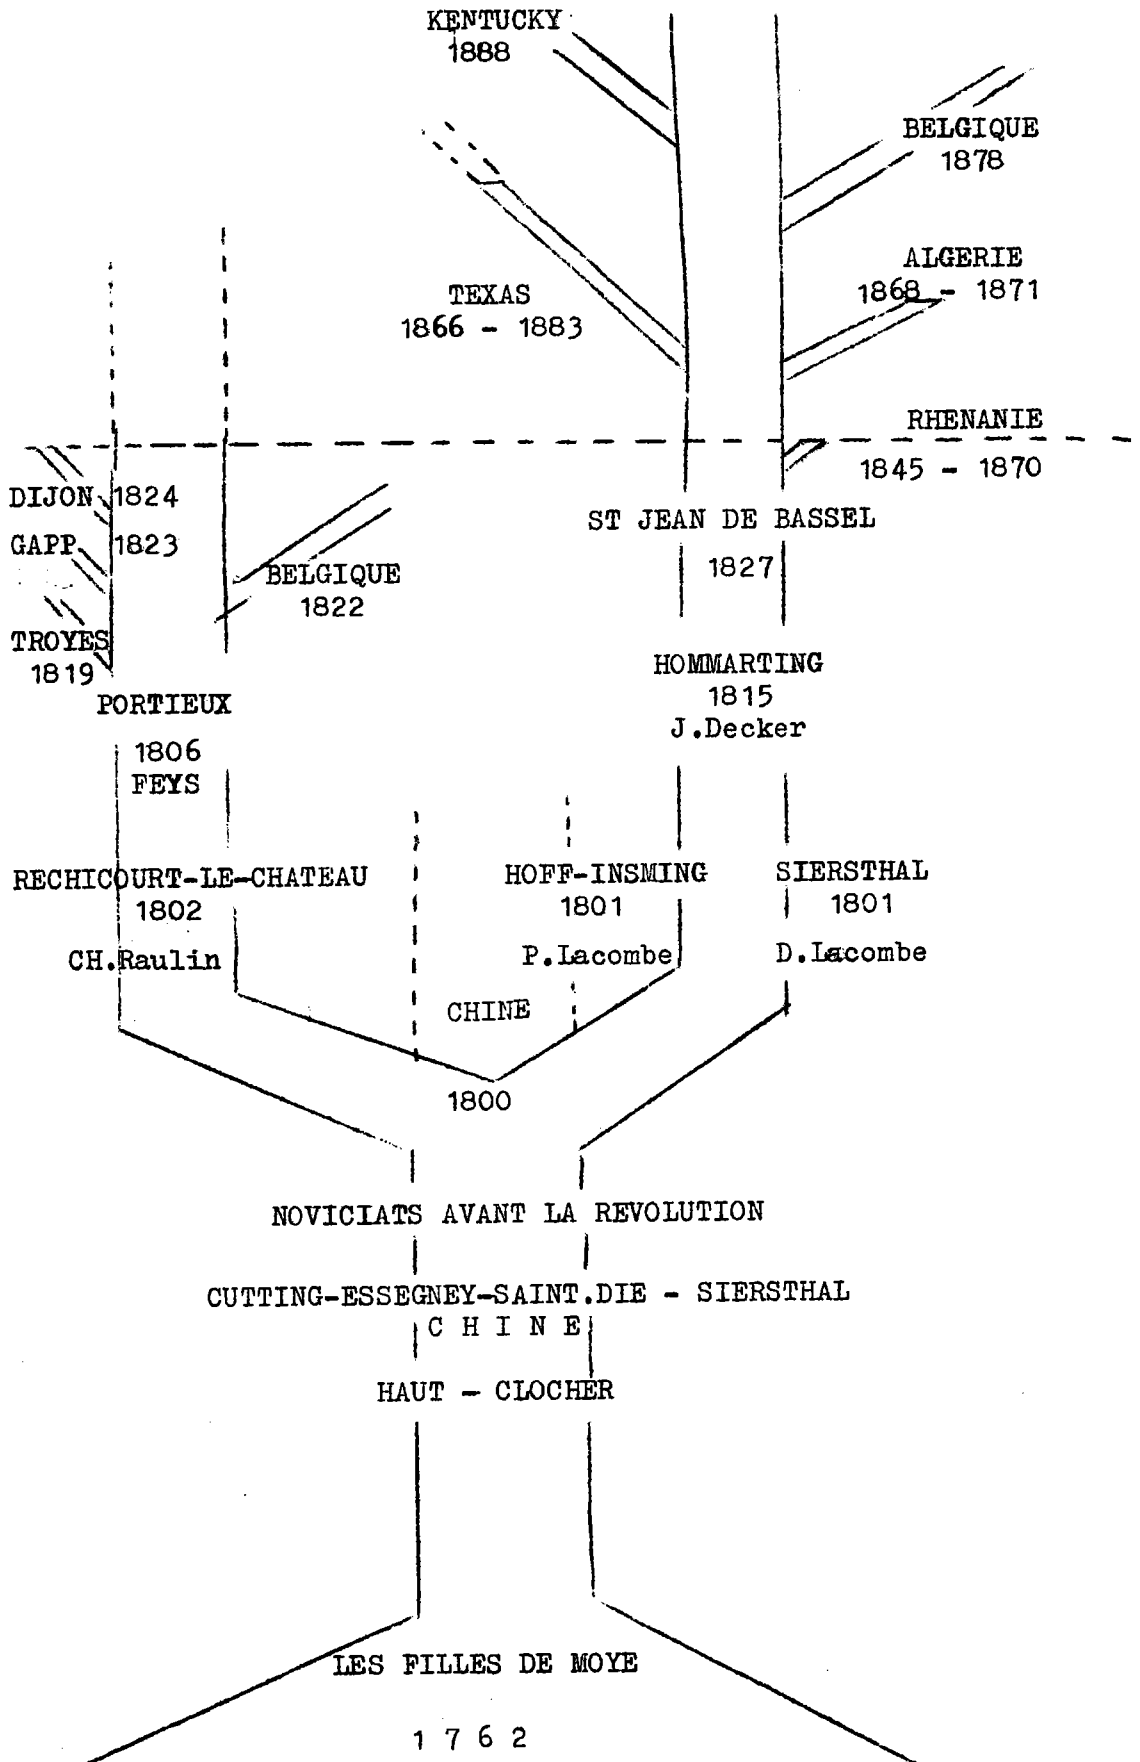 KENTUCKY
1888
BELGIQUE
1878
ALGERIE
1868 - 1871
TEXAS
1866 - 1883
RHENANIE
1845 - 1870
DIJON 1824
GAPP 1823
ST JEAN DE BASSEL
1827
BELGIQUE
1822
TROYES
1819
PORTIEUX
1806
FEYS
HOMMARTING
1815
J.Decker
RECHICOURT-LE-CHATEAU
1802
CH.Raulin
HOFF-INSMING
1801
P.Lacombe
SIERSTHAL
1801
D.Lacombe
CHINE
1800
NOVICIATS AVANT LA REVOLUTION
CUTTING-ESSEGNEY-SAINT.DIE - SIERSTHAL
C H I N E
HAUT - CLOCHER
LES FILLES DE MOYE
1 7 6 2